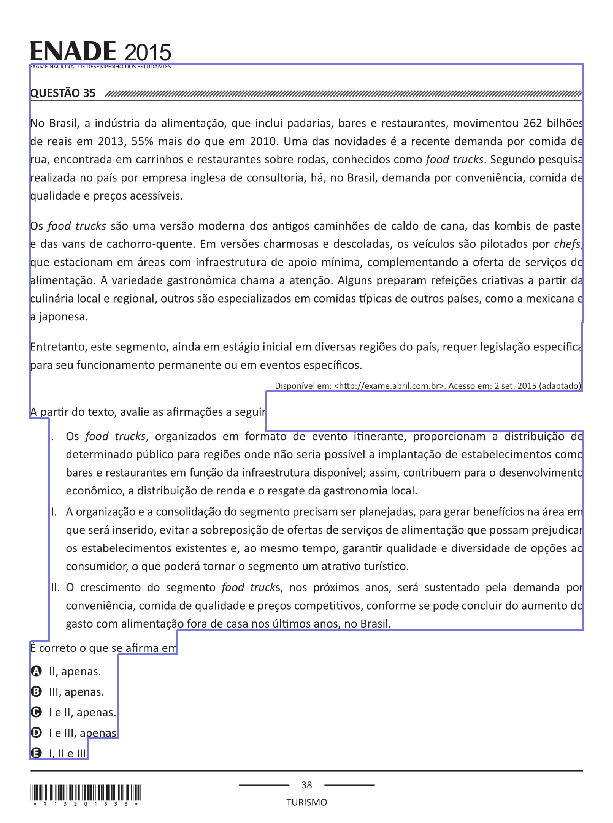 ENADE 2015
EXAME NACIONAL DE DESEMPENHO DOS ESTUDANTES
QUESTÃO 35
No Brasil, a indústria da alimentação, que inclui padarias, bares e restaurantes, movimentou 262 bilhões
de reais em 2013, 55% mais do que em 2010. Uma das novidades é a recente demanda por comida de
rua, encontrada em carrinhos e restaurantes sobre rodas, conhecidos como food trucks. Segundo pesquisa
realizada no país por empresa inglesa de consultoria, há, no Brasil, demanda por conveniência, comida de
qualidade e preços acessíveis.
Os food trucks são uma versão moderna dos antigos caminhões de caldo de cana, das kombis de pastel
e das vans de cachorro-quente. Em versões charmosas e descoladas, os veículos são pilotados por chefs,
que estacionam em áreas com infraestrutura de apoio mínima, complementando a oferta de serviços de
alimentação. A variedade gastronômica chama a atenção. Alguns preparam refeições criativas a partir da
culinária local e regional, outros são especializados em comidas típicas de outros países, como a mexicana e
a japonesa.
Entretanto, este segmento, ainda em estágio inicial em diversas regiões do país, requer legislação específica
para seu funcionamento permanente ou em eventos específicos.
Disponível em: <http://exame.abril.com.br>. Acesso em: 2 set. 2015 (adaptado).
A partir do texto, avalie as afirmações a seguir.
I. Os food trucks, organizados em formato de evento itinerante, proporcionam a distribuição de
determinado público para regiões onde não seria possível a implantação de estabelecimentos como
bares e restaurantes em função da infraestrutura disponível; assim, contribuem para o desenvolvimento
econômico, a distribuição de renda e o resgate da gastronomia local.
II. A organização e a consolidação do segmento precisam ser planejadas, para gerar benefícios na área em
que será inserido, evitar a sobreposição de ofertas de serviços de alimentação que possam prejudicar
os estabelecimentos existentes e, ao mesmo tempo, garantir qualidade e diversidade de opções ao
consumidor, o que poderá tornar o segmento um atrativo turístico.
III. O crescimento do segmento food trucks, nos próximos anos, será sustentado pela demanda por
conveniência, comida de qualidade e preços competitivos, conforme se pode concluir do aumento do
gasto com alimentação fora de casa nos últimos anos, no Brasil.
É correto o que se afirma em
A II, apenas.
B III, apenas.
C I e II, apenas.
D I e III, apenas.
E I, II e III.
38
TURISMO